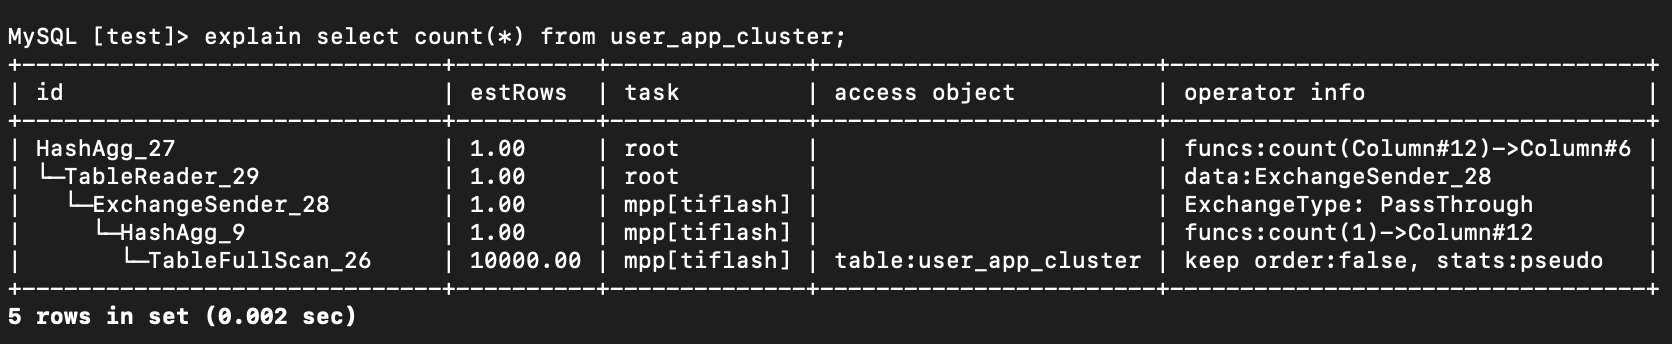 MySQL [test]> explain select count(*) from user_app_cluster;
+-------------------------------+----------+--------------+------------------------+----------------------------------+
| id                            | estRows  | task         | access object          | operator info                    |
+-------------------------------+----------+--------------+------------------------+----------------------------------+
| HashAgg_27                    | 1.00     | root         |                        | funcs:count(Column#12)->Column#6 |
| └─TableReader_29              | 1.00     | root         |                        | data:ExchangeSender_28           |
|   └─ExchangeSender_28         | 1.00     | mpp[tiflash] |                        | ExchangeType: PassThrough        |
|     └─HashAgg_9               | 1.00     | mpp[tiflash] |                        | funcs:count(1)->Column#12        |
|       └─TableFullScan_26      | 10000.00 | mpp[tiflash] | table:user_app_cluster | keep order:false, stats:pseudo   |
+-------------------------------+----------+--------------+------------------------+----------------------------------+
5 rows in set (0.002 sec)